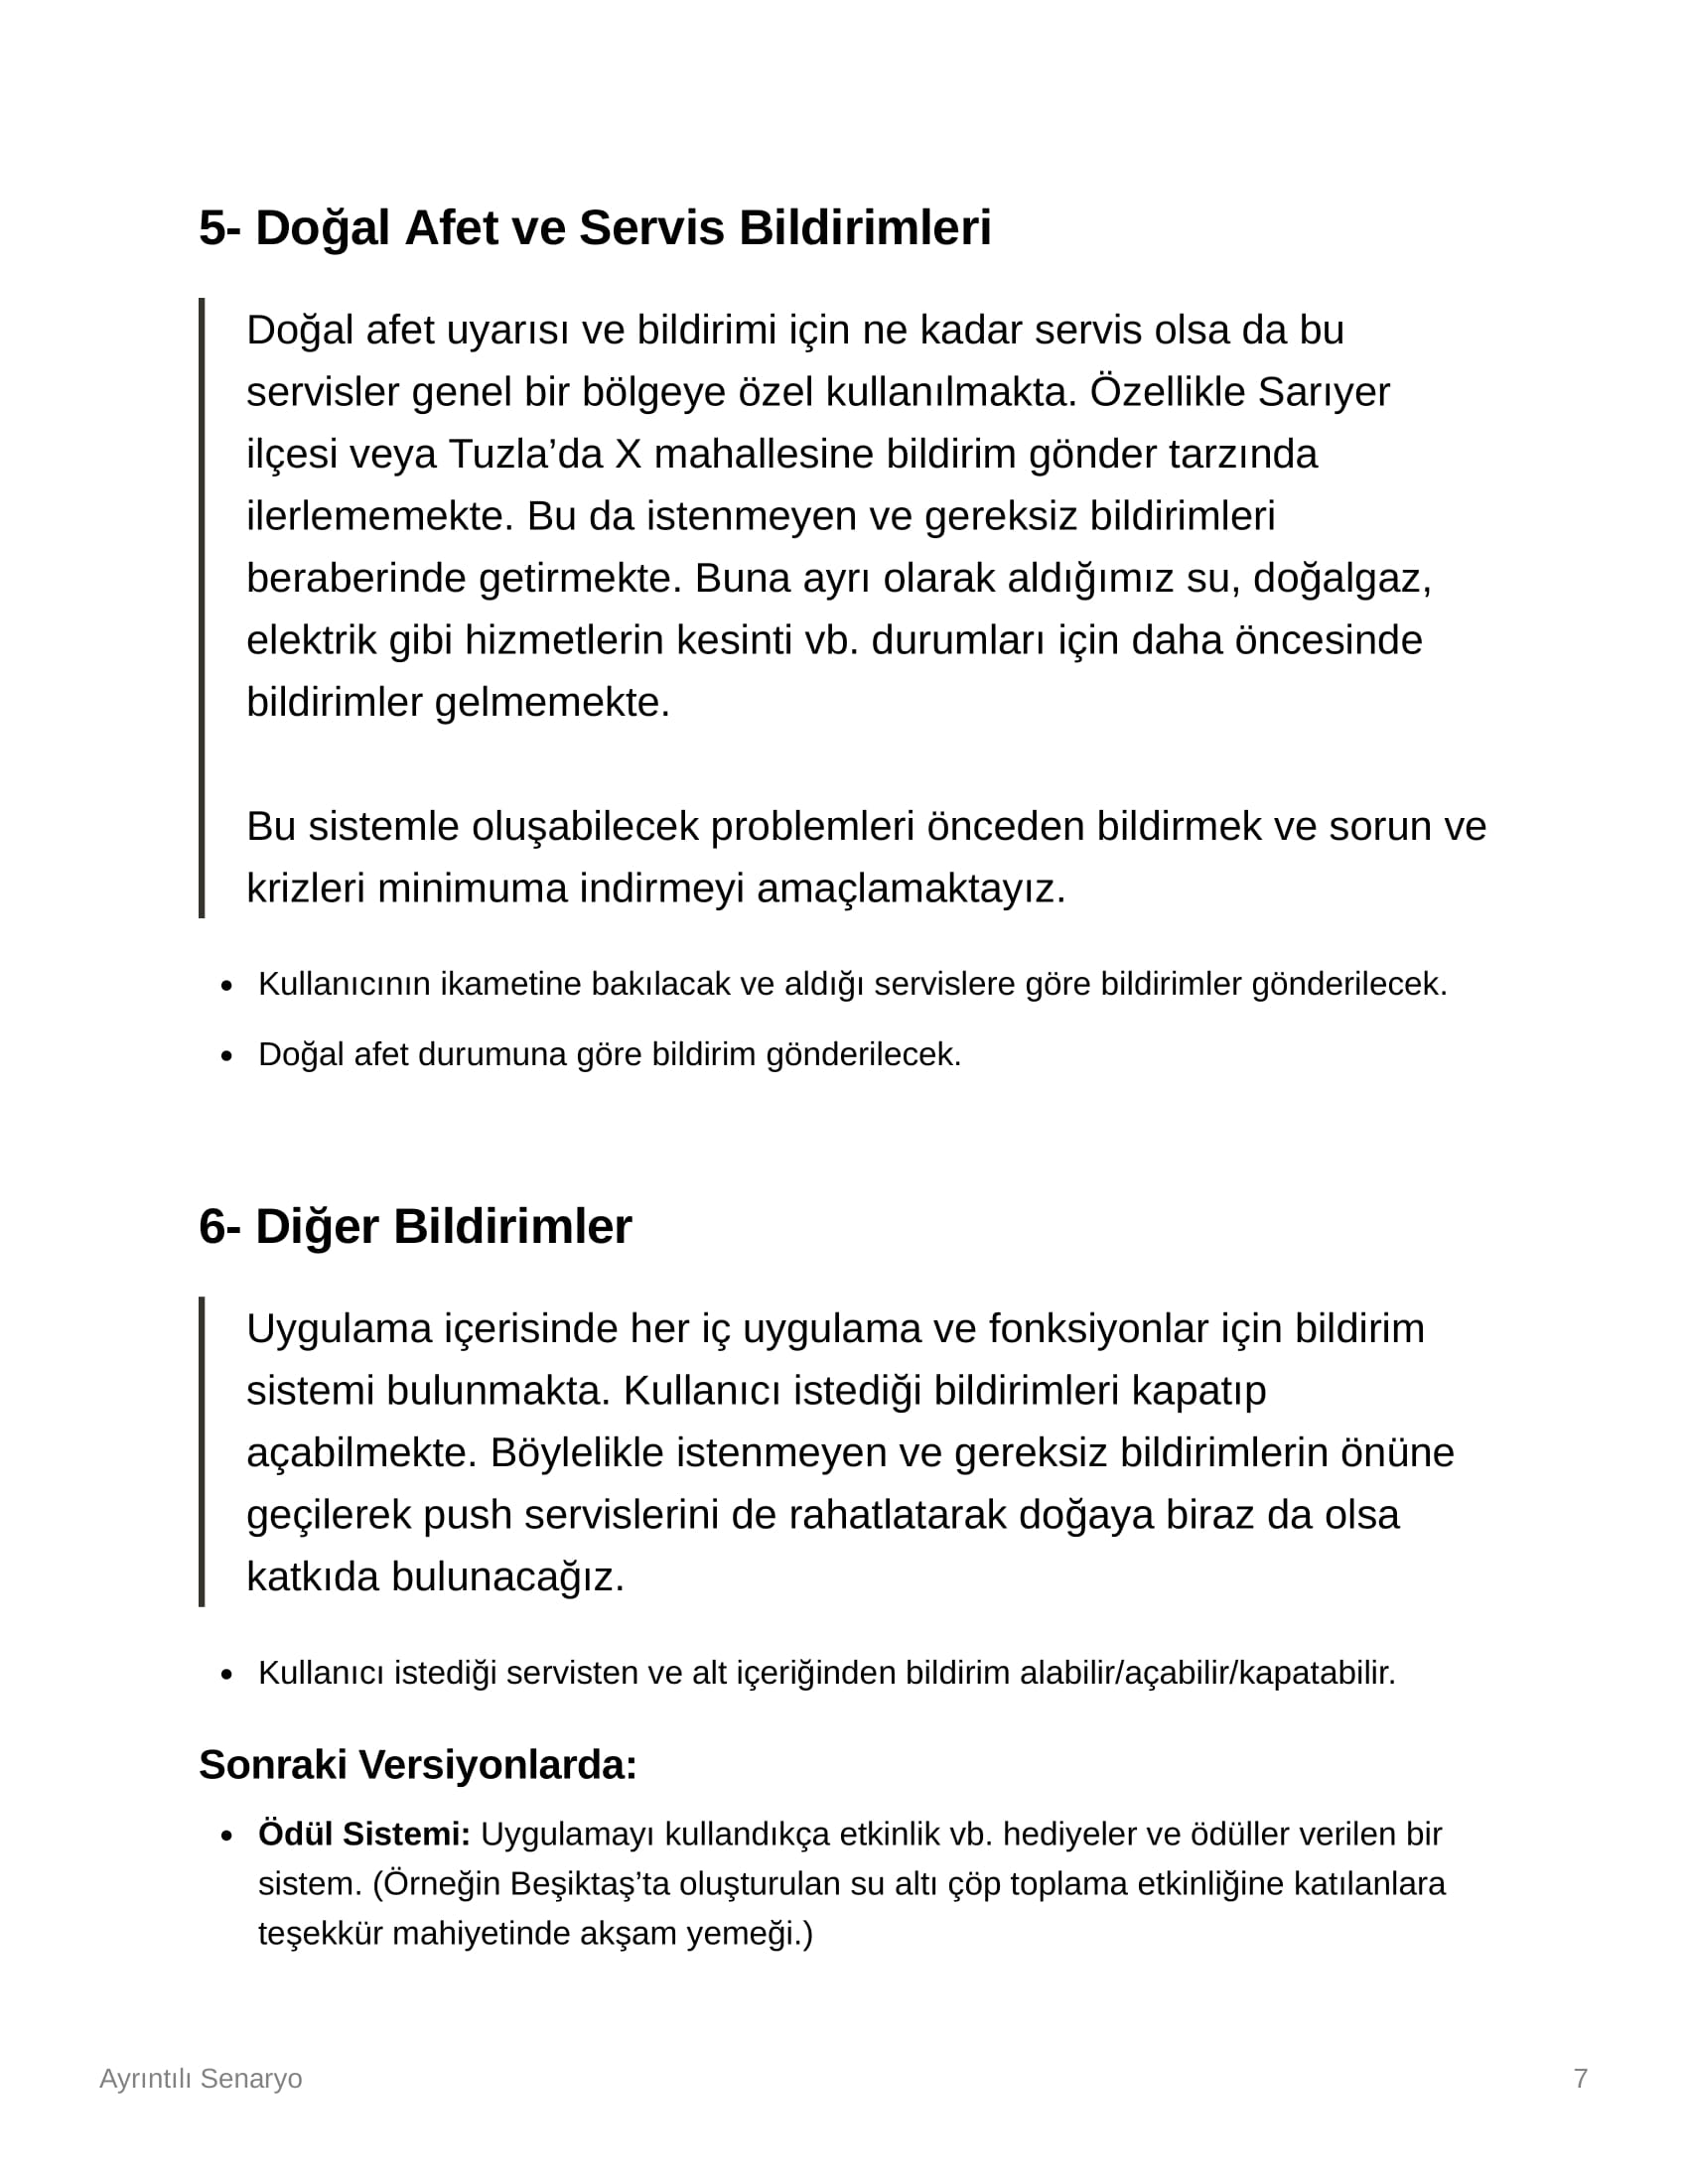 5- Doğal Afet ve Servis Bildirimleri
Doğal afet uyarısı ve bildirimi için ne kadar servis olsa da bu
servisler genel bir bölgeye özel kullanılmakta. Özellikle Sarıyer
ilçesi veya Tuzla’da X mahallesine bildirim gönder tarzında
ilerlememekte. Bu da istenmeyen ve gereksiz bildirimleri
beraberinde getirmekte. Buna ayrı olarak aldığımız su, doğalgaz,
elektrik gibi hizmetlerin kesinti vb. durumları için daha öncesinde
bildirimler gelmemekte.
Bu sistemle oluşabilecek problemleri önceden bildirmek ve sorun ve
krizleri minimuma indirmeyi amaçlamaktayız.
• Kullanıcının ikametine bakılacak ve aldığı servislere göre bildirimler gönderilecek.
• Doğal afet durumuna göre bildirim gönderilecek.
6- Diğer Bildirimler
Uygulama içerisinde her iç uygulama ve fonksiyonlar için bildirim
sistemi bulunmakta. Kullanıcı istediği bildirimleri kapatıp
açabilmekte. Böylelikle istenmeyen ve gereksiz bildirimlerin önüne
geçilerek push servislerini de rahatlatarak doğaya biraz da olsa
katkıda bulunacağız.
• Kullanıcı istediği servisten ve alt içeriğinden bildirim alabilir/açabilir/kapatabilir.
Sonraki Versiyonlarda:
• Ödül Sistemi: Uygulamayı kullandıkça etkinlik vb. hediyeler ve ödüller verilen bir
sistem. (Örneğin Beşiktaş’ta oluşturulan su altı çöp toplama etkinliğine katılanlara
teşekkür mahiyetinde akşam yemeği.)
Ayrıntılı Senaryo
7